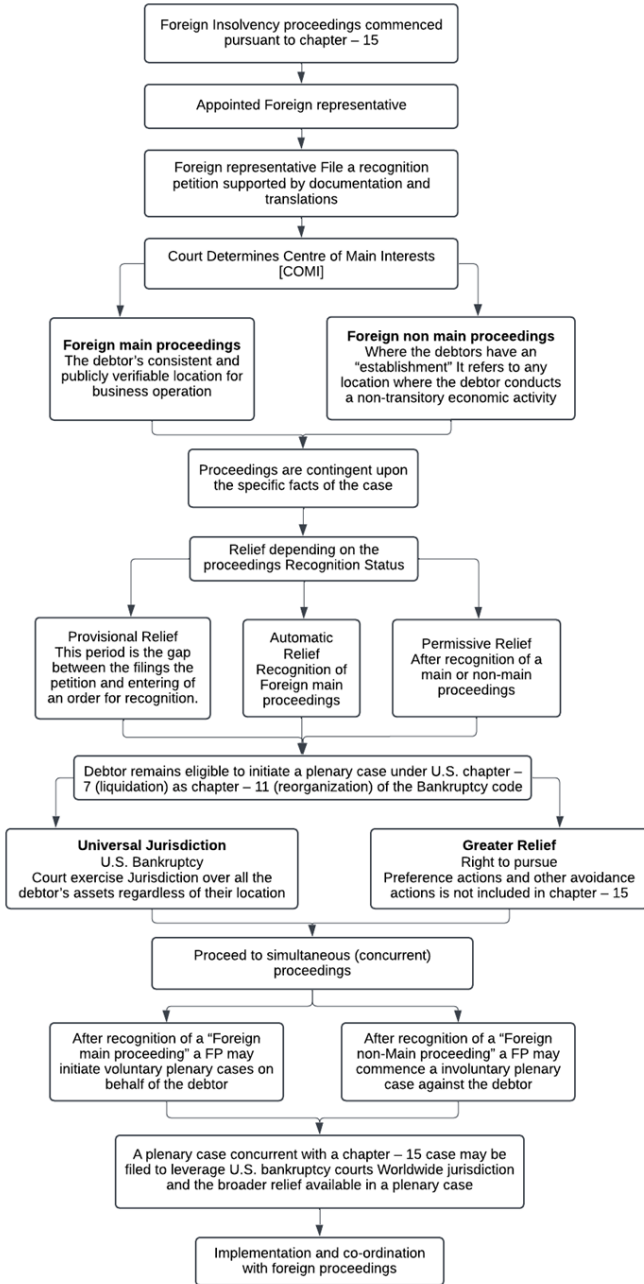 Foreign Insolvency proceedings commenced
pursuant to chapter – 15
Appointed Foreign representative
Foreign representative File a recognition
petition supported by documentation and
translations
Court Determines Centre of Main Interests
[COMI]
Foreign main proceedings
The debtor's consistent and
publicly verifiable location for
business operation
Foreign non main proceedings
Where the debtors have an
"establishment" It refers to any
location where the debtor conducts
a non-transitory economic activity
Proceedings are contingent upon
the specific facts of the case
Relief depending on the
proceedings Recognition Status
Provisional Relief
This period is the gap
between the filings the
petition and entering of
an order for recognition.
Automatic
Relief
Recognition of
Foreign main
proceedings
Permissive Relief
After recognition of a
main or non-main
proceedings
Debtor remains eligible to initiate a plenary case under U.S. chapter –
7 (liquidation) as chapter – 11 (reorganization) of the Bankruptcy code
Universal Jurisdiction
U.S. Bankruptcy
Court exercise Jurisdiction over all the
debtor's assets regardless of their location
Greater Relief
Right to pursue
Preference actions and other avoidance
actions is not included in chapter – 15
Proceed to simultaneous (concurrent)
proceedings
After recognition of a "Foreign
main proceeding" a FP may
initiate voluntary plenary cases on
behalf of the debtor
After recognition of a "Foreign
non-Main proceeding" a FP may
commence a involuntary plenary
case against the debtor
A plenary case concurrent with a chapter – 15 case may be
filed to leverage U.S. bankruptcy courts Worldwide jurisdiction
and the broader relief available in a plenary case
Implementation and co-ordination
with foreign proceedings